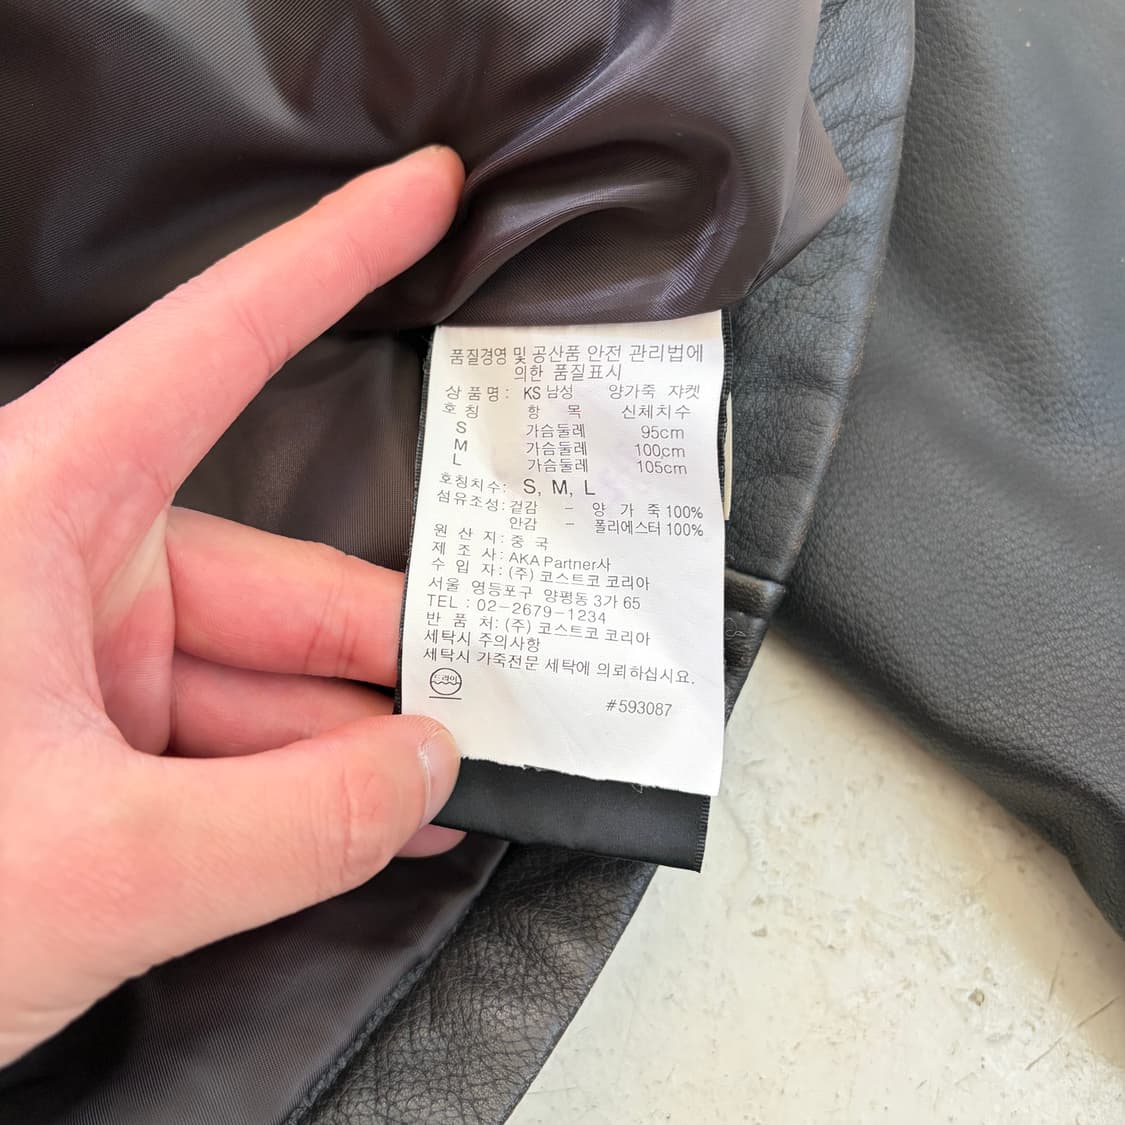 품질경영 및 공산품 안전 관리법에
의한 품질표시
상 품 명 : KS 남성 양가죽 쟈켓
호 칭 항 목 신체치수
S 가슴둘레 95cm
M 가슴둘레 100cm
L 가슴둘레 105cm
호칭치수: S, M, L
섬유조성: 겉감 - 양 가 죽 100%
안감 - 폴리에스터 100%
원 산 지: 중 국
제 조 사: AKA Partner사
수 입 자: (주) 코스트코 코리아
서울 영등포구 양평동 3가 65
TEL : 02-2679-1234
반 품 처: (주) 코스트코 코리아
세탁시 주의사항
세탁시 가죽전문 세탁에 의뢰하십시요.
드라이
#593087